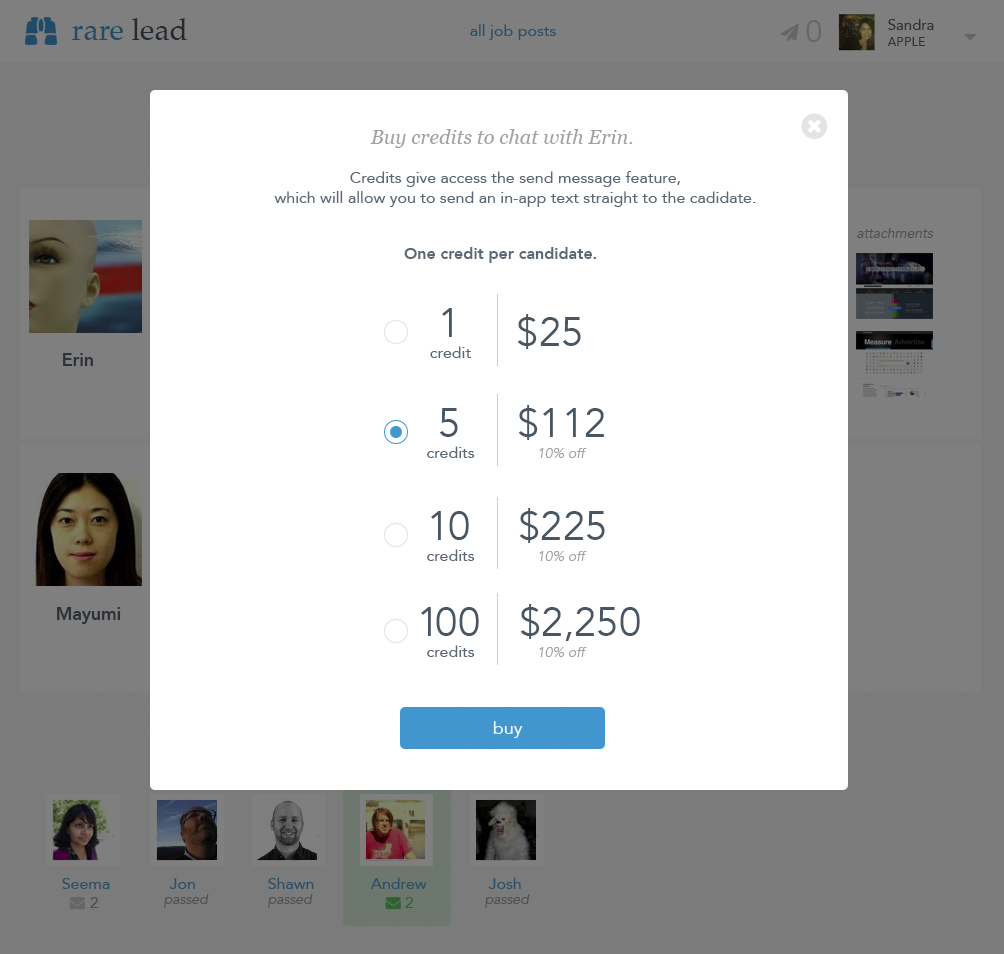 rare lead
all job posts
0
Sandra
APPLE
Buy credits to chat with Erin.
Credits give access the send message feature,
which will allow you to send an in-app text straight to the cadidate.
One credit per candidate.
1
credit
$25
5
credits
$112
10% off
10
credits
$225
10% off
100
credits
$2,250
10% off
buy
Erin
attachments
Measure Advertise
Mayumi
Seema
2
Jon
passed
Shawn
passed
Andrew
2
Josh
passed